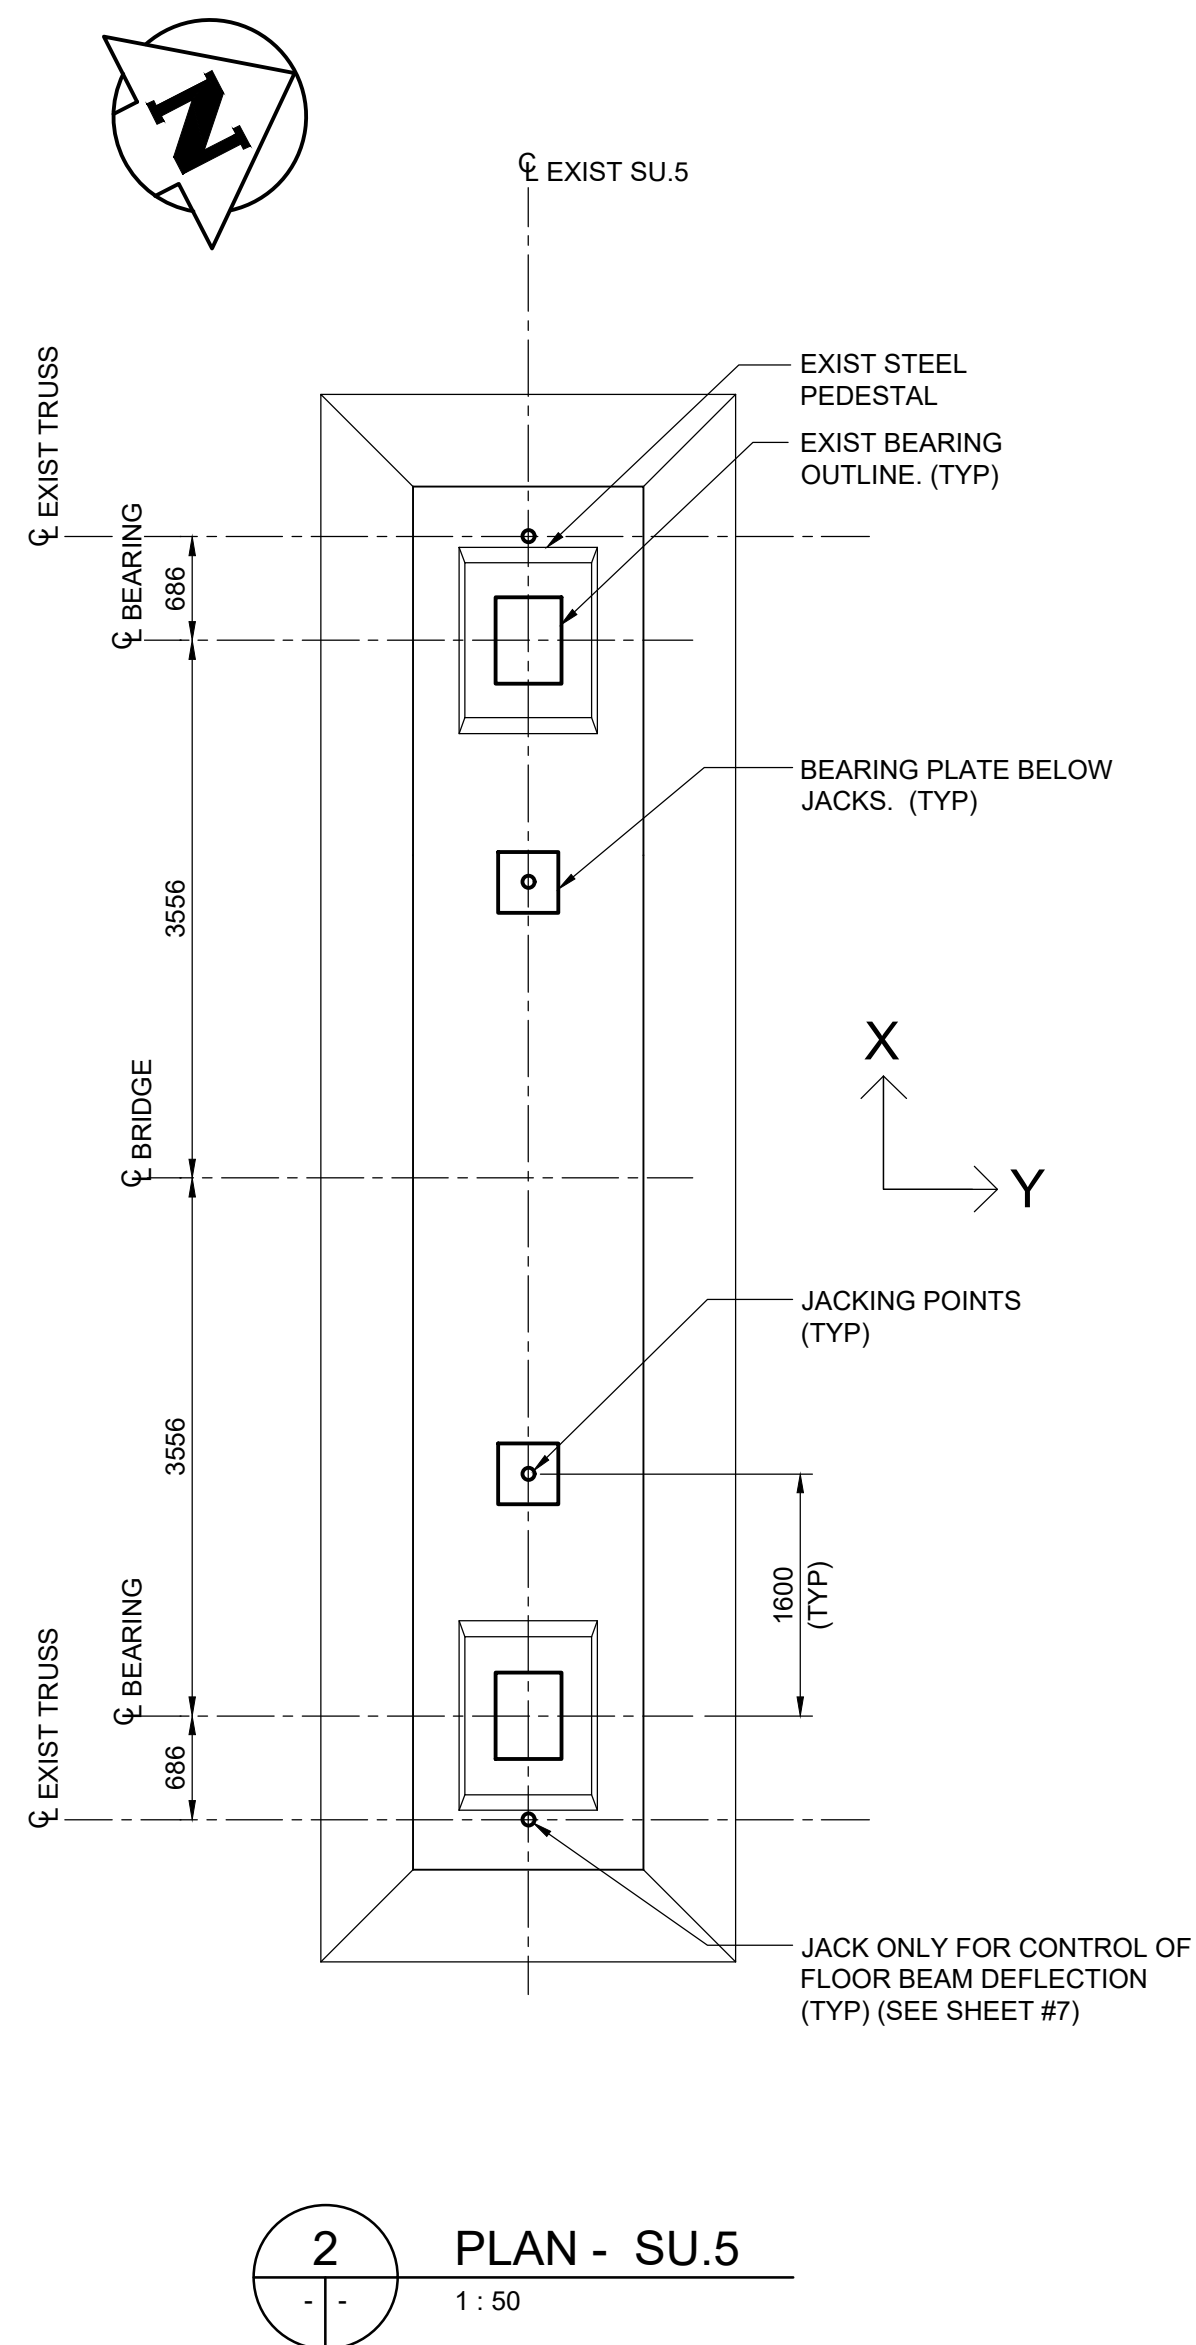 N
℄ EXIST SU.5
EXIST STEEL
PEDESTAL
EXIST BEARING
OUTLINE. (TYP)
℄ EXIST TRUSS
℄ BEARING
686
BEARING PLATE BELOW
JACKS.  (TYP)
3556
X
Y
℄ BRIDGE
JACKING POINTS
(TYP)
3556
1600
(TYP)
℄ BEARING
℄ EXIST TRUSS
686
JACK ONLY FOR CONTROL OF
FLOOR BEAM DEFLECTION
(TYP) (SEE SHEET #7)
2
- -
PLAN -  SU.5
1 : 50